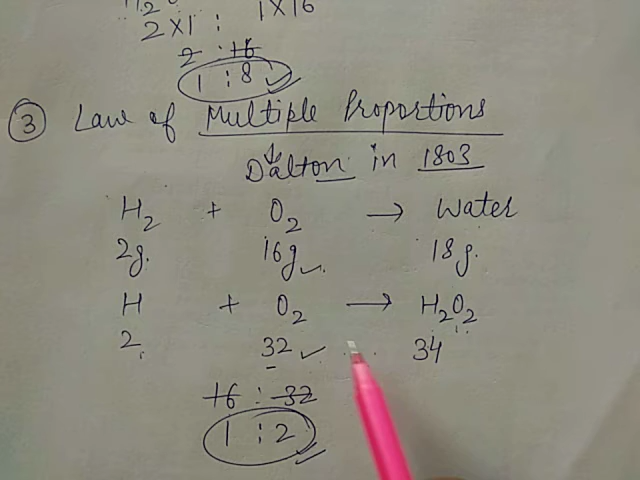 H2O
2 X 1 : 1 X 16
2 : 16
1 : 8
③ Law of Multiple Proportions
Dalton in 1803
H2 + O2 → Water
2g. 16g 18g.
H + O2 → H2O2
2 32 34
16 : 32
1 : 2